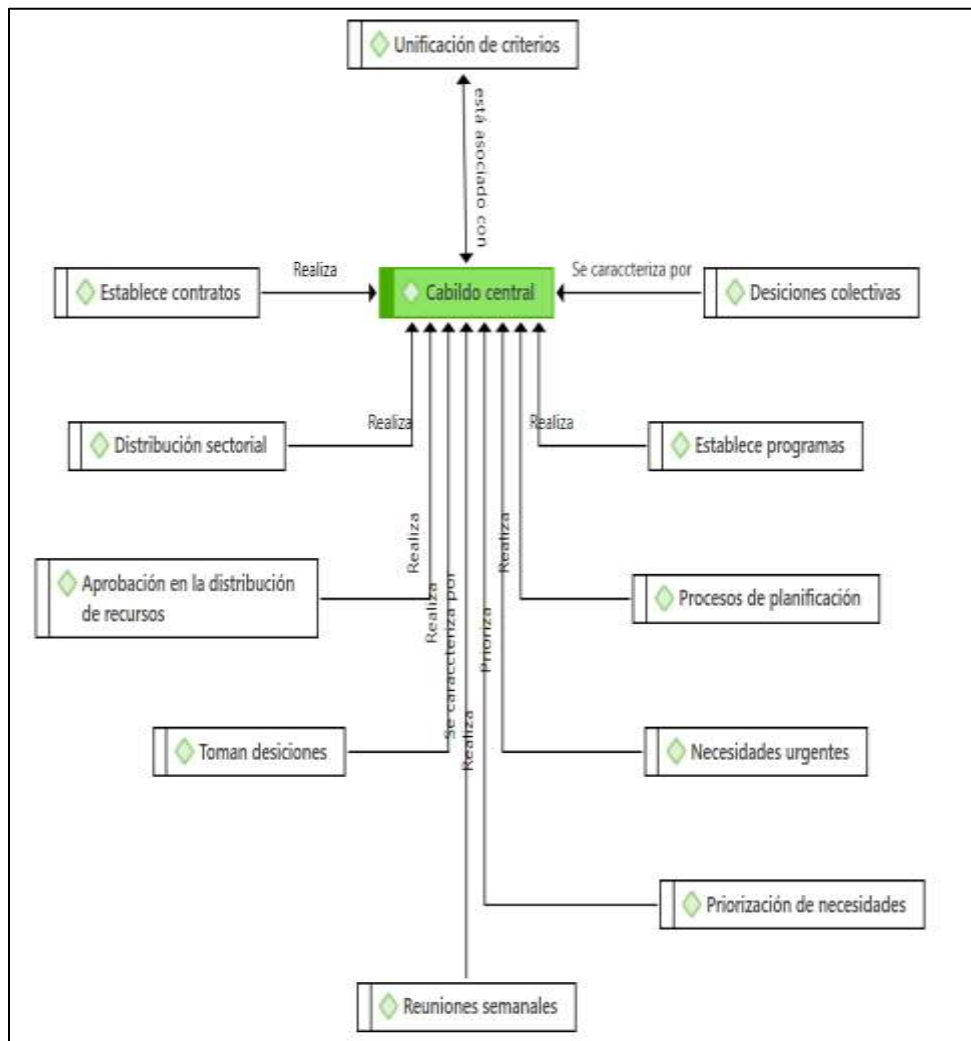 Unificación de criterios
está asociado con
Realiza
Se caraccteriza por
Establece contratos
Cabildo central
Desiciones colectivas
Realiza
Realiza
Distribución sectorial
Establece programas
Realiza
Realiza
Aprobación en la distribución
de recursos
Realiza
Prioriza
Procesos de planificación
Se caraccteriza por
Realiza
Toman desiciones
Necesidades urgentes
Priorización de necesidades
Reuniones semanales